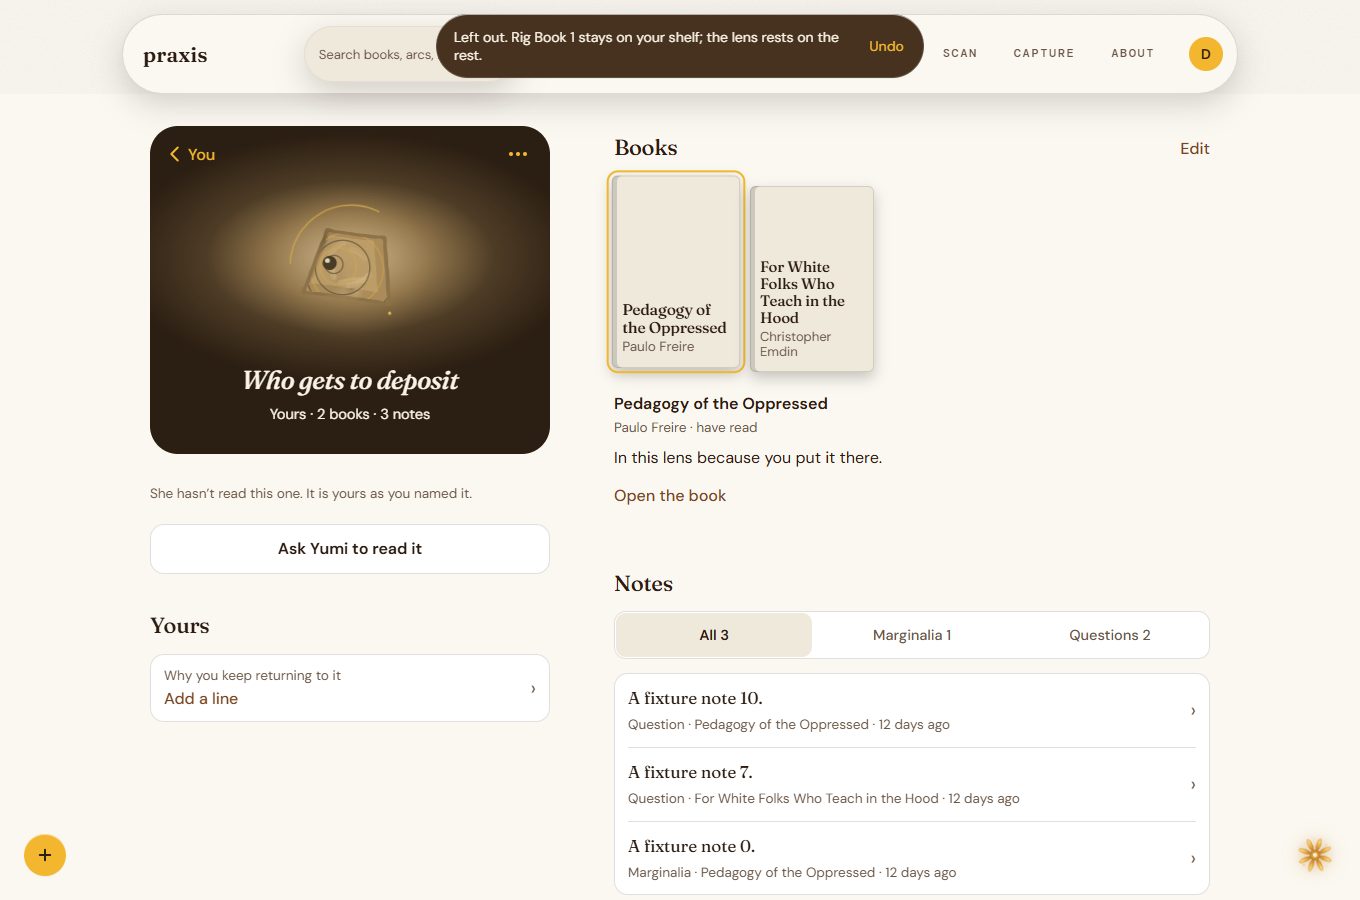 praxis
Search books, arcs,
Left out. Rig Book 1 stays on your shelf; the lens rests on the
rest.
Undo
SCAN
CAPTURE
ABOUT
D
You
Who gets to deposit
Yours · 2 books · 3 notes
She hasn’t read this one. It is yours as you named it.
Ask Yumi to read it
Yours
Why you keep returning to it
Add a line
Books
Edit
Pedagogy of
the Oppressed
Paulo Freire
For White
Folks Who
Teach in the
Hood
Christopher
Emdin
Pedagogy of the Oppressed
Paulo Freire · have read
In this lens because you put it there.
Open the book
Notes
All 3
Marginalia 1
Questions 2
A fixture note 10.
Question · Pedagogy of the Oppressed · 12 days ago
A fixture note 7.
Question · For White Folks Who Teach in the Hood · 12 days ago
A fixture note 0.
Marginalia · Pedagogy of the Oppressed · 12 days ago